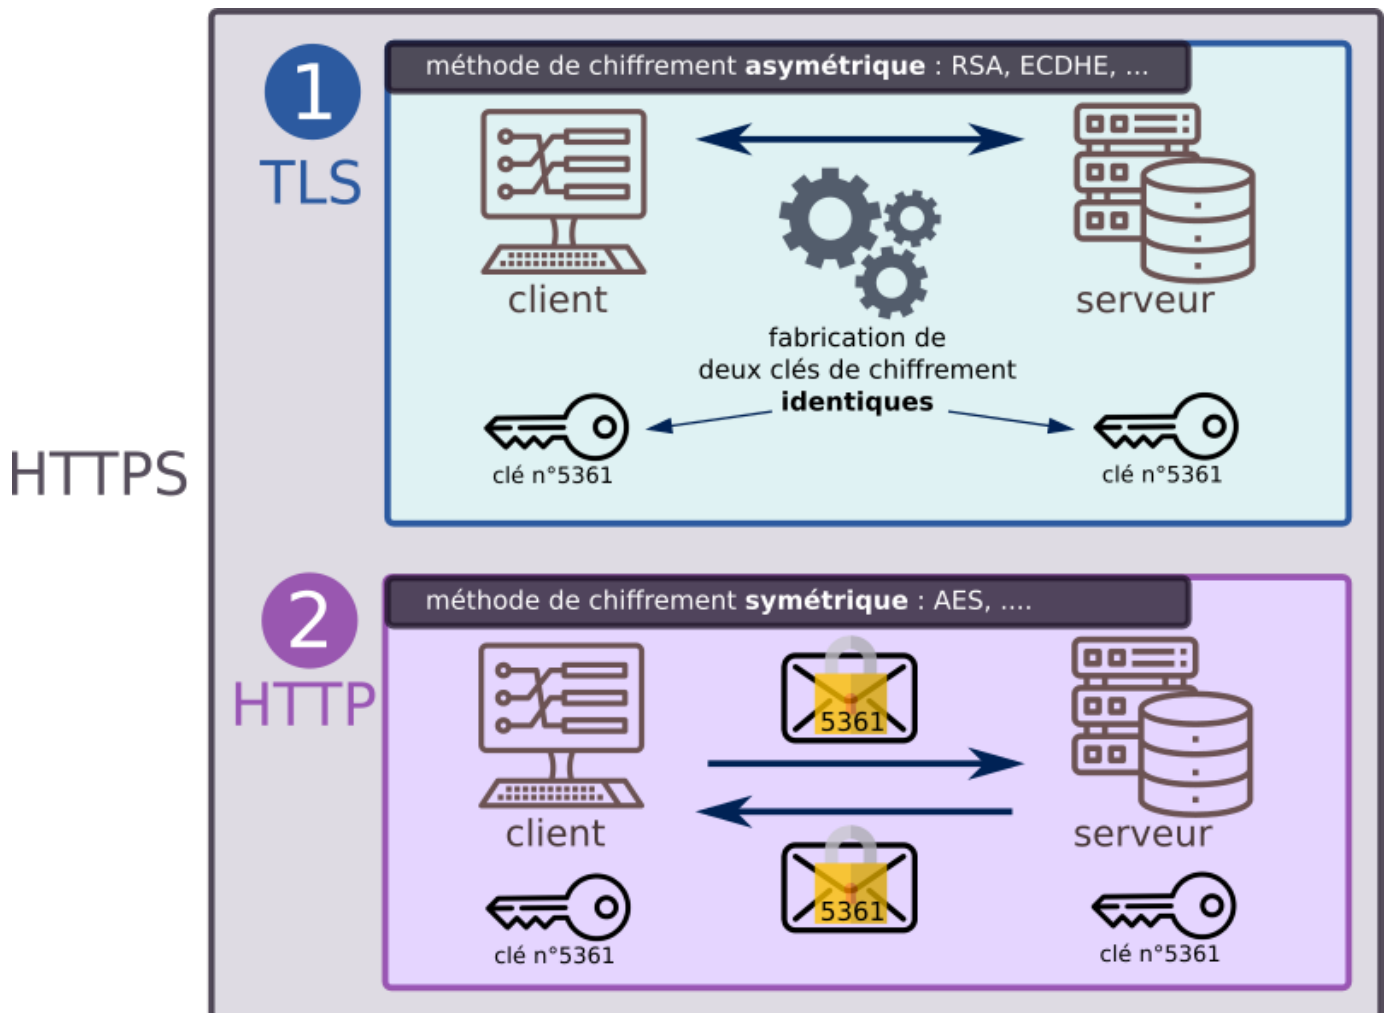 HTTPS
1
TLS
méthode de chiffrement asymétrique : RSA, ECDHE, ...
client
serveur
fabrication de
deux clés de chiffrement
identiques
clé n°5361
clé n°5361
2
HTTP
méthode de chiffrement symétrique : AES, ....
5361
client
serveur
5361
clé n°5361
clé n°5361